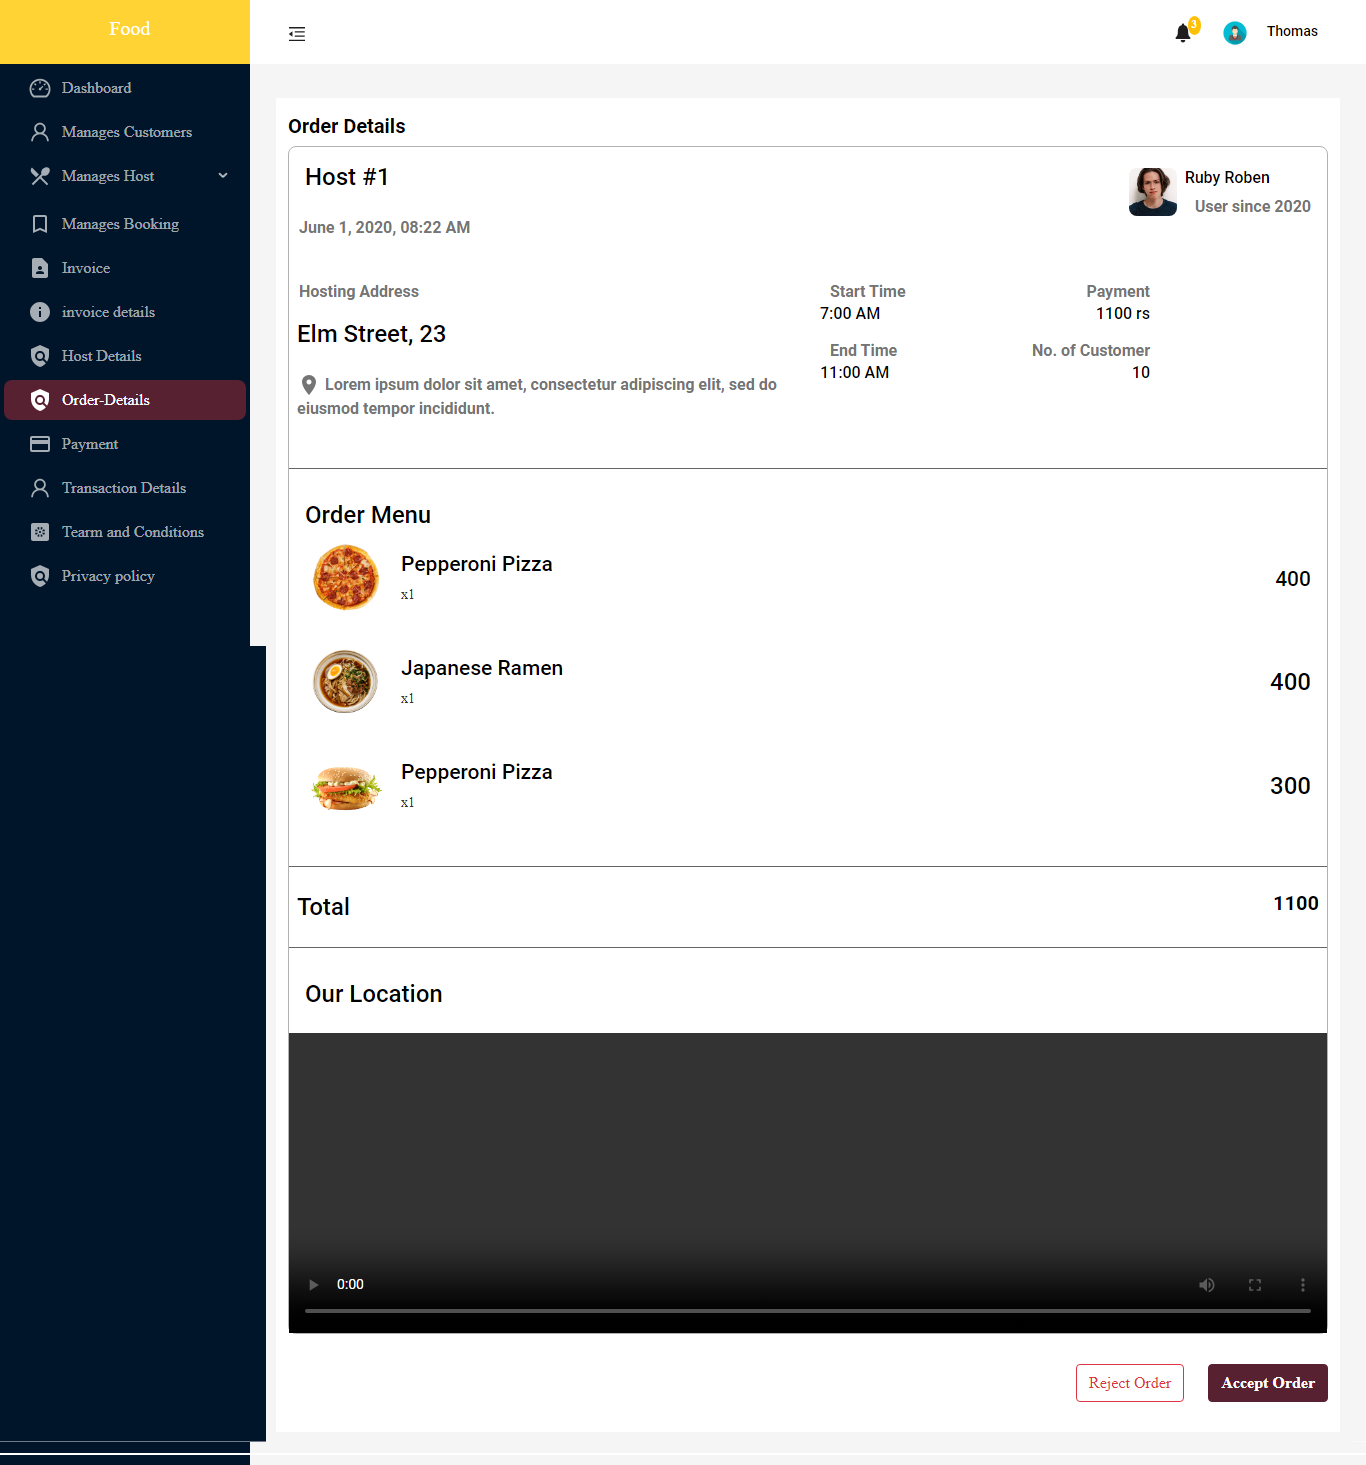 Food
3
Thomas
Dashboard
Manages Customers
Manages Host
Manages Booking
Invoice
invoice details
Host Details
Order-Details
Payment
Transaction Details
Tearm and Conditions
Privacy policy
Order Details
Host #1
Ruby Roben
User since 2020
June 1, 2020, 08:22 AM
Hosting Address
Start Time
Payment
7:00 AM
1100 rs
Elm Street, 23
End Time
No. of Customer
11:00 AM
10
Lorem ipsum dolor sit amet, consectetur adipiscing elit, sed do
eiusmod tempor incididunt.
Order Menu
Pepperoni Pizza
x1
400
Japanese Ramen
x1
400
Pepperoni Pizza
x1
300
Total
1100
Our Location
0:00
Reject Order
Accept Order